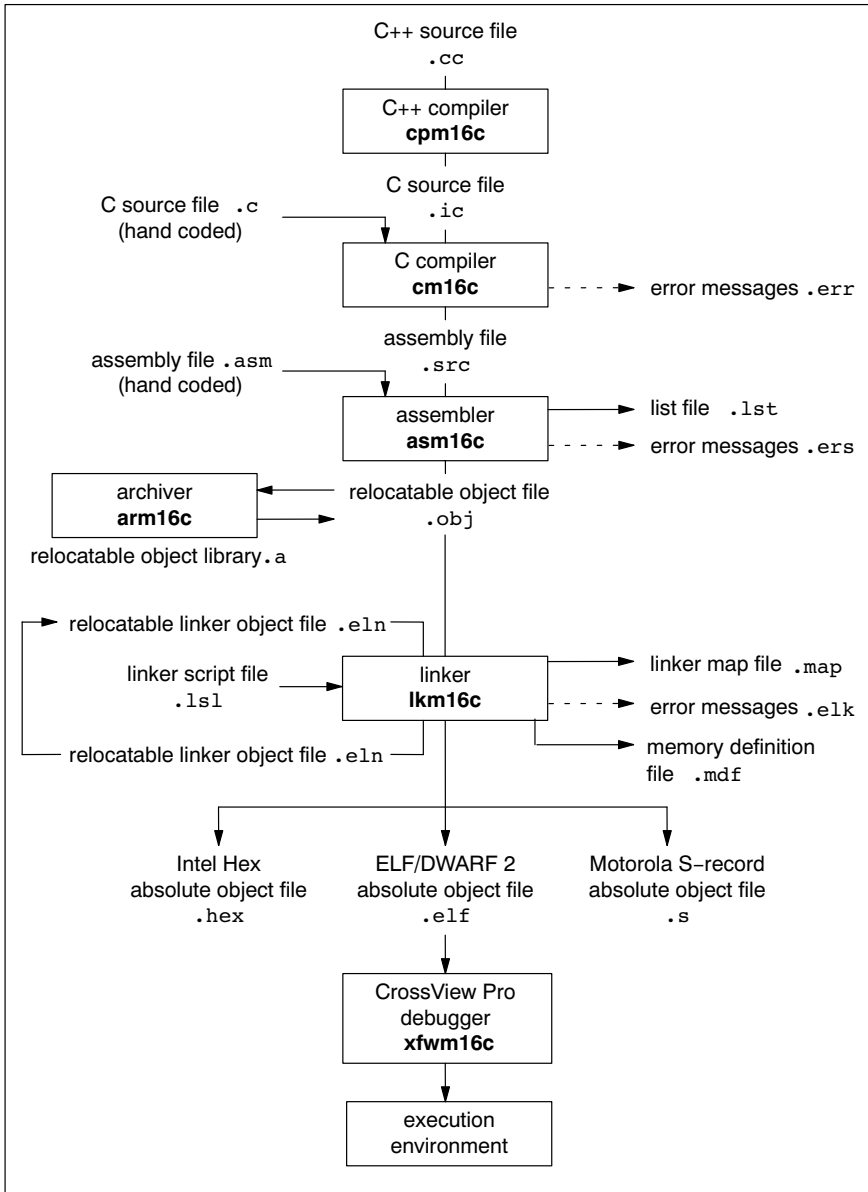 C++ source file
.cc
C++ compiler
cpm16c
C source file
.ic
C source file .c
(hand coded)
C compiler
cm16c
error messages .err
assembly file
.src
assembly file .asm
(hand coded)
assembler
asm16c
list file .lst
error messages .ers
archiver
arm16c
relocatable object file
.obj
relocatable object library.a
relocatable linker object file .eln
linker script file
.lsl
linker
lkm16c
linker map file .map
error messages .elk
relocatable linker object file .eln
memory definition
file .mdf
Intel Hex
absolute object file
.hex
ELF/DWARF 2
absolute object file
.elf
Motorola S−record
absolute object file
.s
CrossView Pro
debugger
xfwm16c
execution
environment